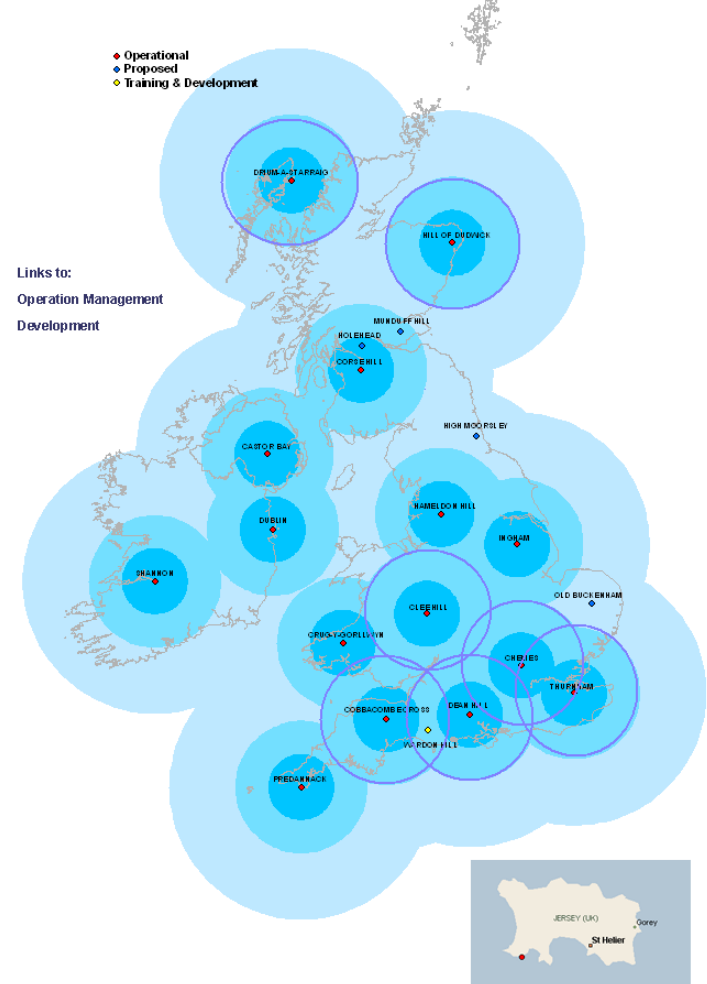 Operational
Proposed
Training & Development
DRIUM-A-STARRAIG
HILL OF DUDWICK
Links to:
Operation Management
Development
MUNDUFF HILL
HOLEHEAD
CORSE HILL
HIGH MOORSLEY
CASTOR BAY
HAMELDON HILL
DUBLIN
INGHAM
SHANNON
OLD BUCKENHAM
CLEE HILL
CRUG-Y-GORLLWYN
CHENIES
THURNHAM
COBBACOMBE CROSS
DEAN HILL
WARDON HILL
PREDANNACK
JERSEY (UK)
Gorey
St Helier